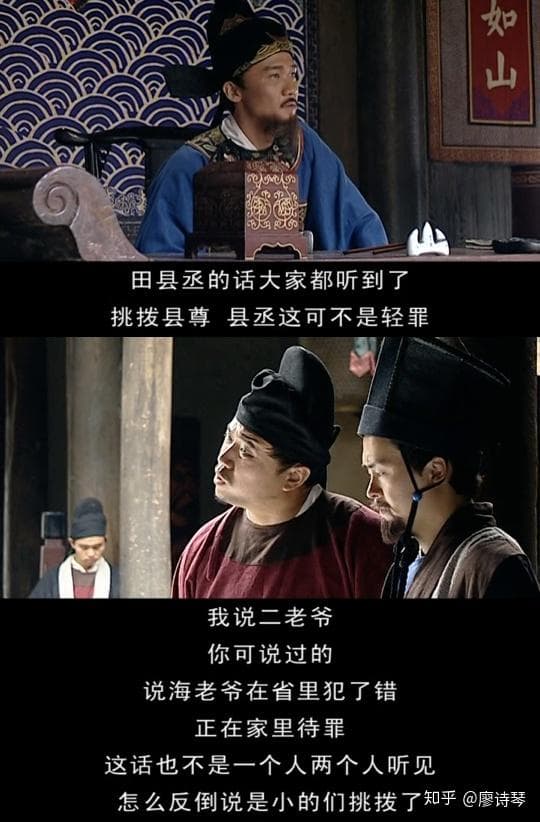 如山
田县丞的话大家都听到了
挑拨县尊 县丞这可不是轻罪
我说二老爷
你可说过的
说海老爷在省里犯了错
正在家里待罪
这话也不是一个人两个人听见
怎么反倒说是小的们挑拨了
知乎 @廖诗琴